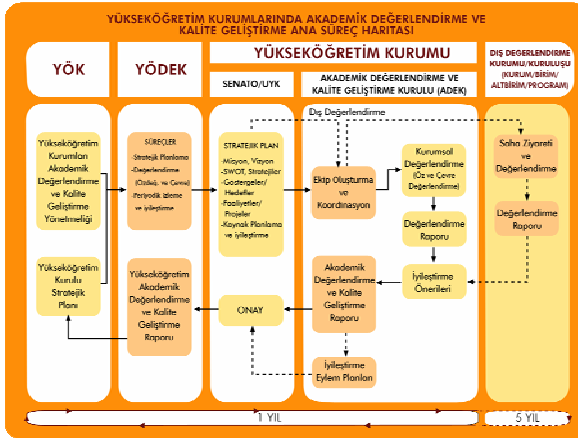 YÜKSEKÖĞRETİM KURUMLARINDA AKADEMİK DEĞERLENDİRME VE
KALİTE GELİŞTİRME ANA SÜREÇ HARİTASI
YÖK
YÖDEK
YÜKSEKÖĞRETİM KURUMU
SENATO/UYK
AKADEMİK DEĞERLENDİRME VE
KALİTE GELİŞTİRME KURULU (ADEK)
DIŞ DEĞERLENDİRME
KURUMU/KURULUŞU
(KURUM/BİRİM/
ALTBİRİM/PROGRAM)
Yükseköğretim
Kurumları
Akademik
Değerlendirme
ve Kalite
Geliştirme
Yönetmeliği
Yükseköğretim
Kurulu
Stratejik
Planı
SÜREÇLER
-Stratejik Planlama
-Değerlendirme
(Özdeğ. ve Çevre)
-Periyodik İzleme
ve iyileştirme
Yükseköğretim
Akademik
Değerlendirme
ve Kalite
Geliştirme
Raporu
STRATEJİK PLAN
-Misyon, Vizyon
-SWOT, Stratejiler
-Göstergeler/
Hedefler
-Faaliyetler/
Projeler
-Kaynak Planlama
ve iyileştirme
ONAY
Dış Değerlendirme
Ekip Oluşturma
ve
Koordinasyon
Kurumsal
Değerlendirme
(Öz ve Çevre
Değerlendirme)
Değerlendirme
Raporu
İyileştirme
Önerileri
Akademik
Değerlendirme
ve Kalite
Geliştirme
Raporu
İyileştirme
Eylem Planları
Saha Ziyareti
ve
Değerlendirme
Değerlendirme
Raporu
1 YIL
5 YIL